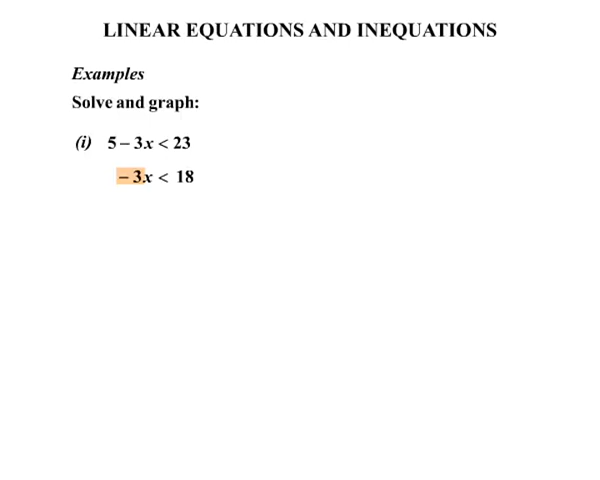 LINEAR EQUATIONS AND INEQUATIONS
Examples
Solve and graph:
(i) 5 – 3x < 23
– 3x < 18